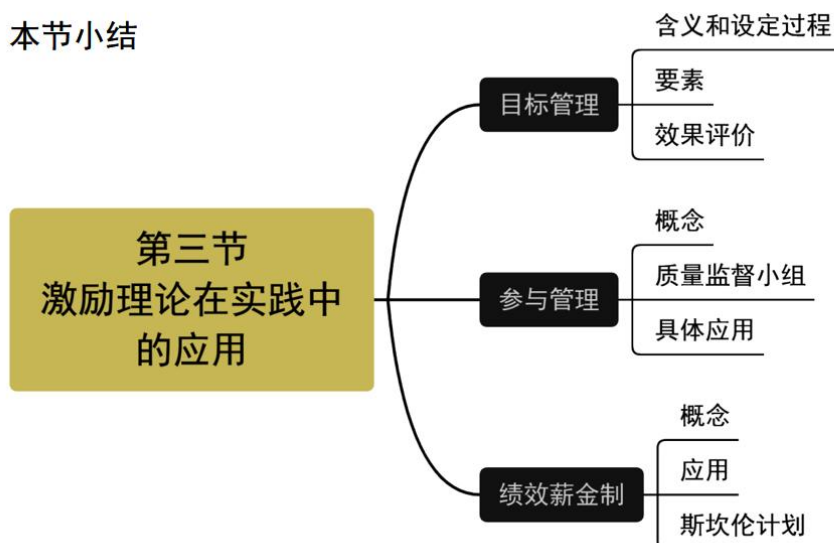 本节小结
第三节
激励理论在实践中
的应用
目标管理
含义和设定过程
要素
效果评价
参与管理
概念
质量监督小组
具体应用
绩效薪金制
概念
应用
斯坎伦计划